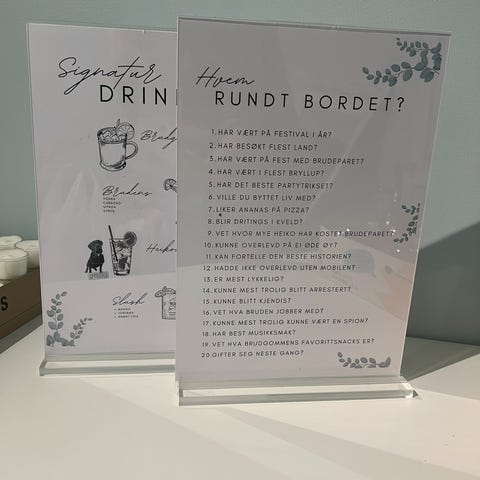 Signatur
DRIN
Brudens
VODKA
CURACAO
SPRITE
Slush
Hvem
RUNDT BORDET?
1. HAR VÆRT PÅ FESTIVAL I ÅR?
2. HAR BESØKT FLEST LAND?
3. HAR VÆRT PÅ FEST MED BRUDEPARET?
4. HAR VÆRT I FLEST BRYLLUP?
5. HAR DET BESTE PARTYTRIKSET?
6. VILLE DU BYTTET LIV MED?
7. LIKER ANANAS PÅ PIZZA?
8. BLIR DRITINGS I KVELD?
9. VET HVOR MYE HEIKO HAR KOSTET BRUDEPARET?
10. KUNNE OVERLEVD PÅ EI ØDE ØY?
11. KAN FORTELLE DEN BESTE HISTORIEN?
12. HADDE IKKE OVERLEVD UTEN MOBILEN?
13. ER MEST LYKKELIG?
14. KUNNE MEST TROLIG BLITT ARRESTERT?
15. KUNNE BLITT KJENDIS?
16. VET HVA BRUDEN JOBBER MED?
17. KUNNE MEST TROLIG KUNNE VÆRT EN SPION?
18. HAR BEST MUSIKKSMAK?
19. VET HVA BRUDGOMMENS FAVORITTSNACKS ER?
20. GIFTER SEG NESTE GANG?